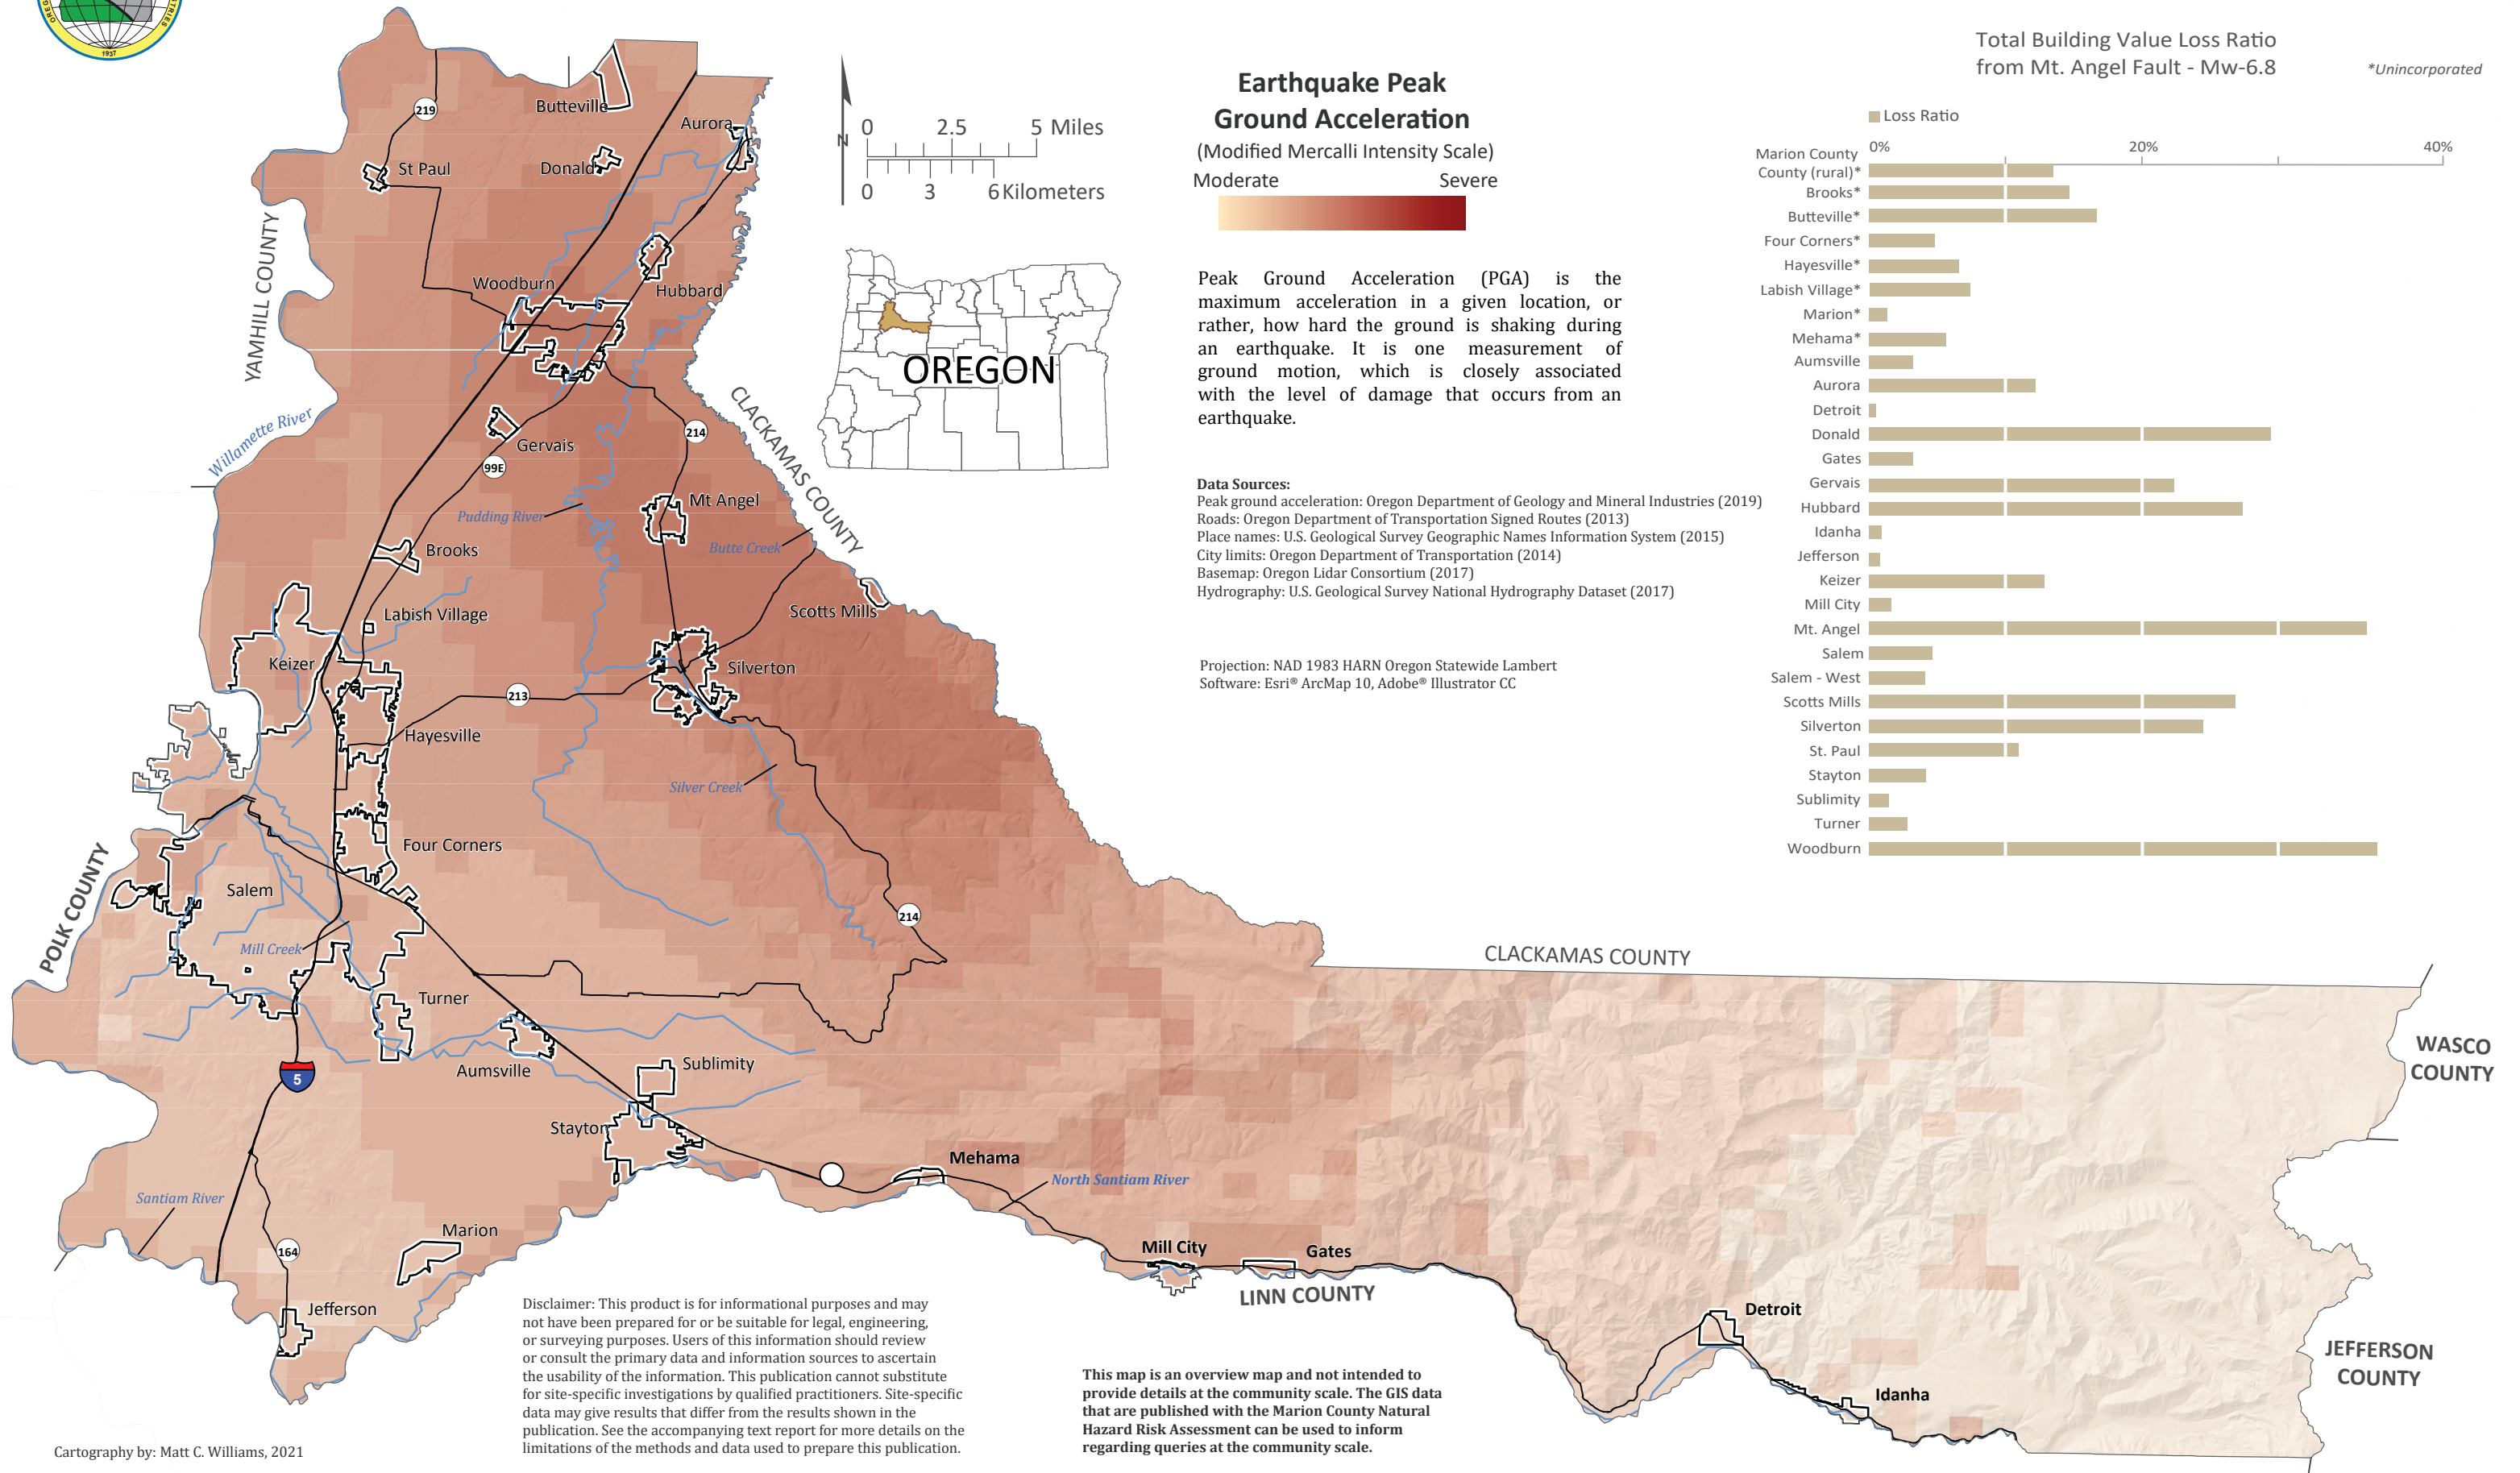 OREG
STRIES
1937
Total Building Value Loss Ratio
from Mt. Angel Fault - Mw-6.8
*Unincorporated
Loss Ratio
0%
20%
40%
Marion County
County (rural)*
Brooks*
Butteville*
Four Corners*
Hayesville*
Labish Village*
Marion*
Mehama*
Aumsville
Aurora
Detroit
Donald
Gates
Gervais
Hubbard
Idanha
Jefferson
Keizer
Mill City
Mt. Angel
Salem
Salem - West
Scotts Mills
Silverton
St. Paul
Stayton
Sublimity
Turner
Woodburn
Earthquake Peak
Ground Acceleration
(Modified Mercalli Intensity Scale)
Moderate
Severe
Peak Ground Acceleration (PGA) is the
maximum acceleration in a given location, or
rather, how hard the ground is shaking during
an earthquake. It is one measurement of
ground motion, which is closely associated
with the level of damage that occurs from an
earthquake.
Data Sources:
Peak ground acceleration: Oregon Department of Geology and Mineral Industries (2019)
Roads: Oregon Department of Transportation Signed Routes (2013)
Place names: U.S. Geological Survey Geographic Names Information System (2015)
City limits: Oregon Department of Transportation (2014)
Basemap: Oregon Lidar Consortium (2017)
Hydrography: U.S. Geological Survey National Hydrography Dataset (2017)
Projection: NAD 1983 HARN Oregon Statewide Lambert
Software: Esri® ArcMap 10, Adobe® Illustrator CC
N
0
2.5
5 Miles
0
3
6 Kilometers
OREGON
219
Butteville
Aurora
St Paul
Donald
YAMHILL COUNTY
Woodburn
Hubbard
CLACKAMAS COUNTY
Willamette River
Gervais
99E
214
Mt Angel
Pudding River
Butte Creek
Brooks
Scotts Mills
Labish Village
Keizer
Silverton
213
Hayesville
Silver Creek
Four Corners
POLK COUNTY
Salem
214
Mill Creek
CLACKAMAS COUNTY
Turner
WASCO
COUNTY
5
Aumsville
Sublimity
Stayton
Mehama
North Santiam River
Santiam River
Marion
164
Mill City
Gates
LINN COUNTY
Jefferson
Detroit
JEFFERSON
COUNTY
Idanha
Disclaimer: This product is for informational purposes and may
not have been prepared for or be suitable for legal, engineering,
or surveying purposes. Users of this information should review
or consult the primary data and information sources to ascertain
the usability of the information. This publication cannot substitute
for site-specific investigations by qualified practitioners. Site-specific
data may give results that differ from the results shown in the
publication. See the accompanying text report for more details on the
limitations of the methods and data used to prepare this publication.
This map is an overview map and not intended to
provide details at the community scale. The GIS data
that are published with the Marion County Natural
Hazard Risk Assessment can be used to inform
regarding queries at the community scale.
Cartography by: Matt C. Williams, 2021